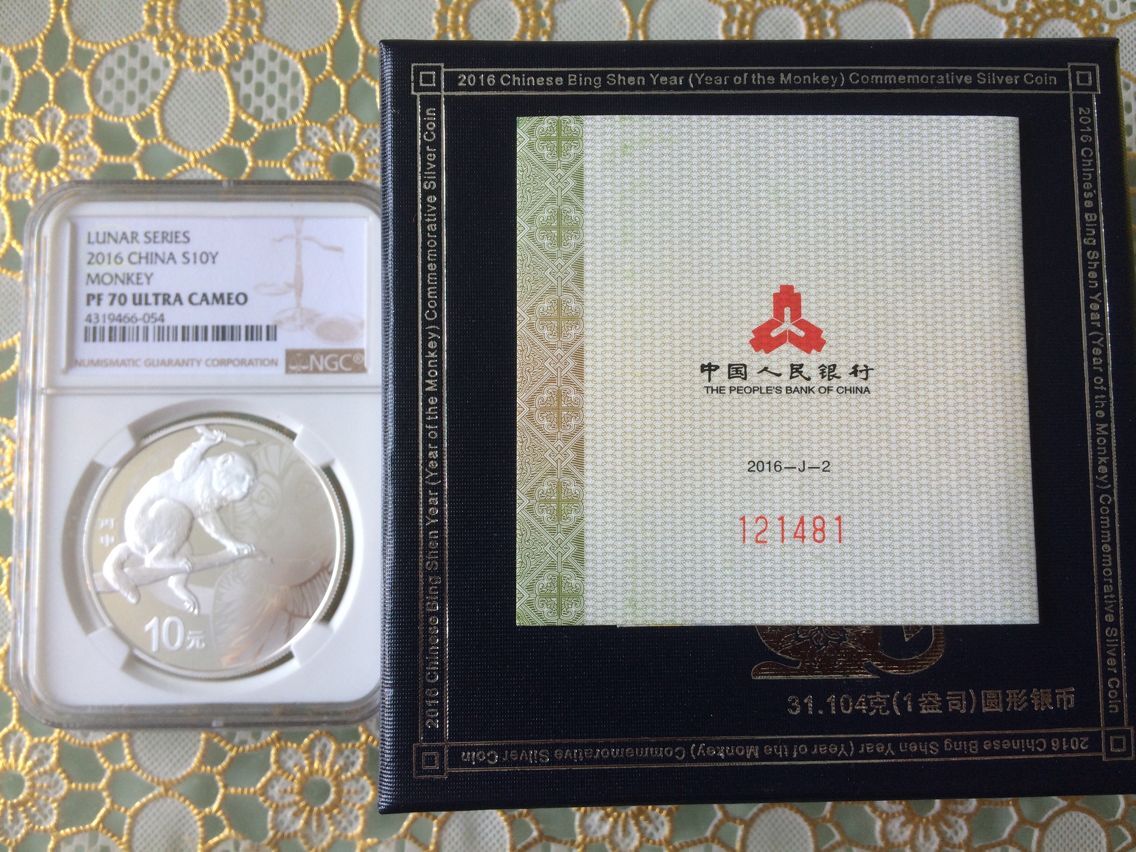 LUNAR SERIES
2016 CHINA S10Y
MONKEY
PF 70 ULTRA CAMEO
4319466-054
NUMISMATIC GUARANTY CORPORATION
NGC®
丙申
10元
2016 Chinese Bing Shen Year (Year of the Monkey) Commemorative Silver Coin
2016 Chinese Bing Shen Year (Year of the Monkey) Commemorative Silver Coin
2016 Chinese Bing Shen Year (Year of the Monkey) Commemorative Silver Coin
中国人民银行
THE PEOPLE'S BANK OF CHINA
2016-J-2
121481
31.104克(1盎司)圆形银币
2016 Chinese Bing Shen Year (Year of the Monkey) Commemorative Silver Coin